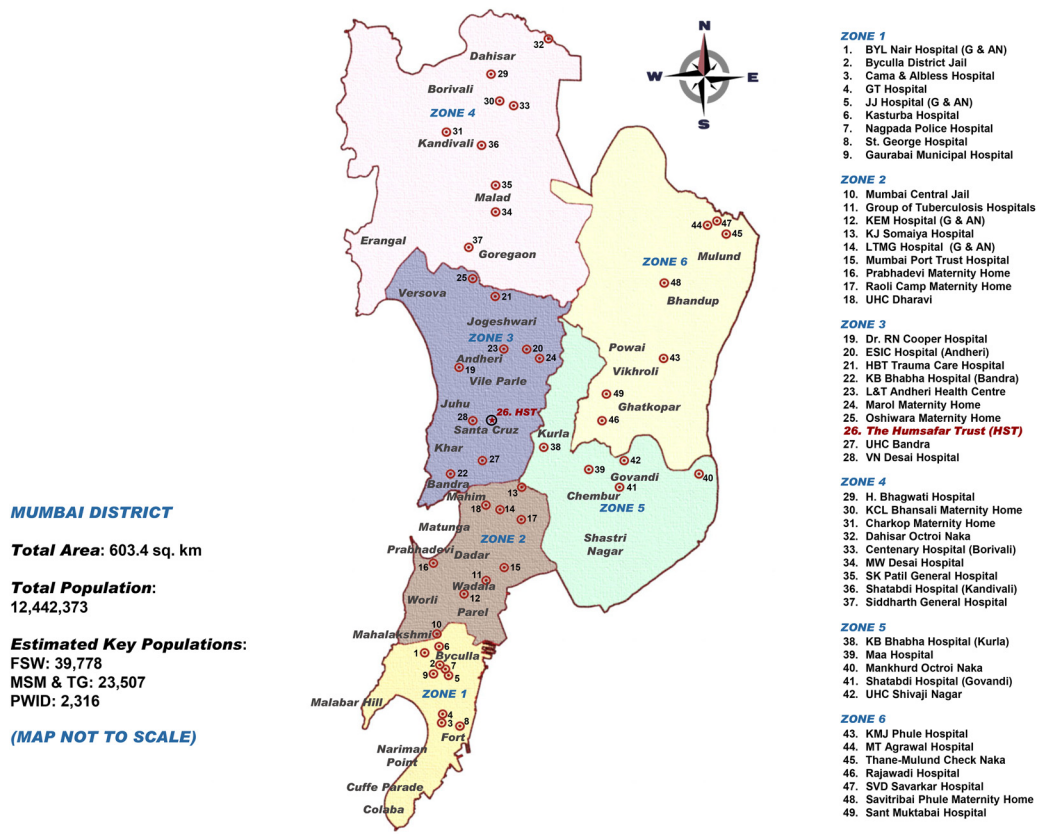 N
W
E
S
32
Dahisar
29
Borivali
30
33
ZONE 4
31
Kandivali
36
35
Malad
34
Erangal
37
Goregaon
44
47
45
Mulund
ZONE 6
48
Bhandup
25
Versova
21
Jogeshwari
ZONE 3
23
20
Andheri
24
19
Vile Parle
Powai
43
Vikhroli
49
Ghatkopar
46
Juhu
28
26. HST
Santa Cruz
Kurla
38
Khar
27
22
Bandra
42
39
Govandi
40
41
Chembur
ZONE 5
Shastri
Nagar
13
Mahim
18
14
17
Matunga
ZONE 2
Prabhadevi
Dadar
16
15
11
Wadala
12
Worli
Parel
10
Mahalakshmi
6
1
Byculla
2
7
9
5
ZONE 1
Malabar Hill
4
3
8
Fort
Nariman
Point
Cuffe Parade
Colaba
MUMBAI DISTRICT
Total Area: 603.4 sq. km
Total Population:
12,442,373
Estimated Key Populations:
FSW: 39,778
MSM & TG: 23,507
PWID: 2,316
(MAP NOT TO SCALE)
ZONE 1
1. BYL Nair Hospital (G & AN)
2. Byculla District Jail
3. Cama & Albless Hospital
4. GT Hospital
5. JJ Hospital (G & AN)
6. Kasturba Hospital
7. Nagpada Police Hospital
8. St. George Hospital
9. Gaurabai Municipal Hospital
ZONE 2
10. Mumbai Central Jail
11. Group of Tuberculosis Hospitals
12. KEM Hospital (G & AN)
13. KJ Somaiya Hospital
14. LTMG Hospital (G & AN)
15. Mumbai Port Trust Hospital
16. Prabhadevi Maternity Home
17. Raoli Camp Maternity Home
18. UHC Dharavi
ZONE 3
19. Dr. RN Cooper Hospital
20. ESIC Hospital (Andheri)
21. HBT Trauma Care Hospital
22. KB Bhabha Hospital (Bandra)
23. L&T Andheri Health Centre
24. Marol Maternity Home
25. Oshiwara Maternity Home
26. The Humsafar Trust (HST)
27. UHC Bandra
28. VN Desai Hospital
ZONE 4
29. H. Bhagwati Hospital
30. KCL Bhansali Maternity Home
31. Charkop Maternity Home
32. Dahisar Octroi Naka
33. Centenary Hospital (Borivali)
34. MW Desai Hospital
35. SK Patil General Hospital
36. Shatabdi Hospital (Kandivali)
37. Siddharth General Hospital
ZONE 5
38. KB Bhabha Hospital (Kurla)
39. Maa Hospital
40. Mankhurd Octroi Naka
41. Shatabdi Hospital (Govandi)
42. UHC Shivaji Nagar
ZONE 6
43. KMJ Phule Hospital
44. MT Agrawal Hospital
45. Thane-Mulund Check Naka
46. Rajawadi Hospital
47. SVD Savarkar Hospital
48. Savitribai Phule Maternity Home
49. Sant Muktabai Hospital